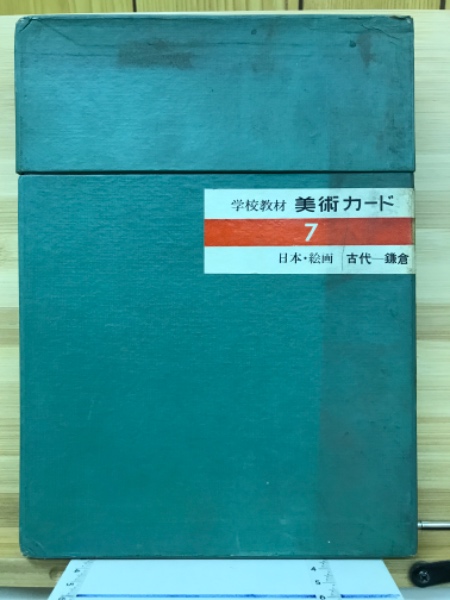 学校教材 美術カード
7
日本・絵画 古代—鎌倉